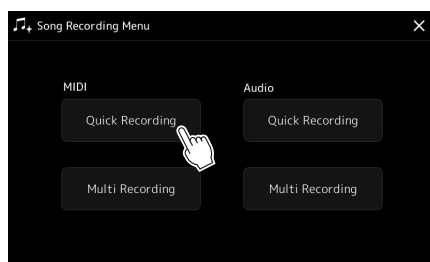 Song Recording Menu
MIDI
Audio
Quick Recording
Quick Recording
Multi Recording
Multi Recording